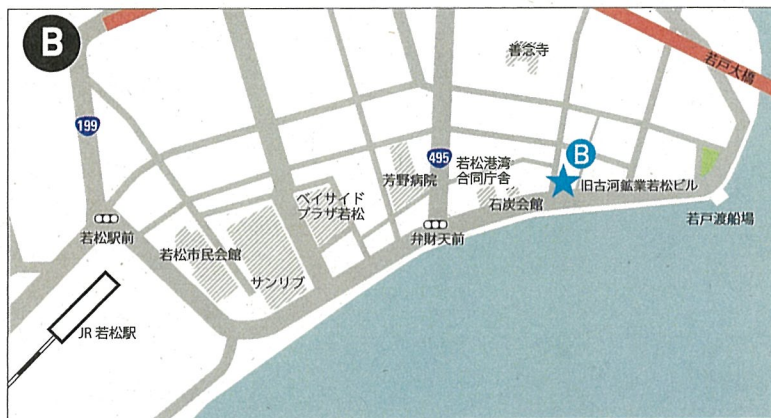 B
善念寺
若戸大橋
199
495
芳野病院
若松港湾
合同庁舎
B
旧古河鉱業若松ビル
石炭会館
ベイサイド
プラザ若松
若戸渡船場
若松駅前
弁財天前
若松市民会館
サンリブ
JR 若松駅